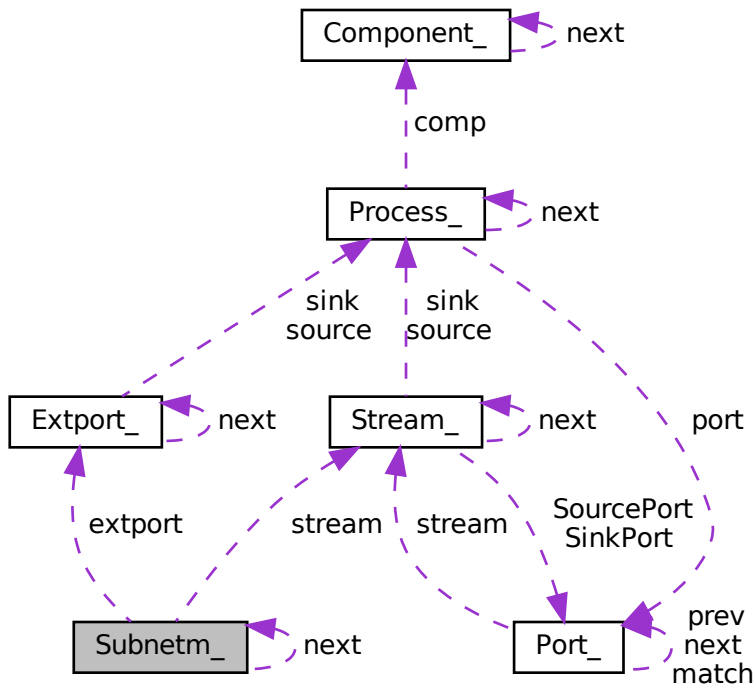 Component_
next
comp
Process_
next
sink
source
sink
source
Extport_
next
Stream_
next
port
extport
stream
stream
SourcePort
SinkPort
Subnetm_
next
Port_
prev
next
match